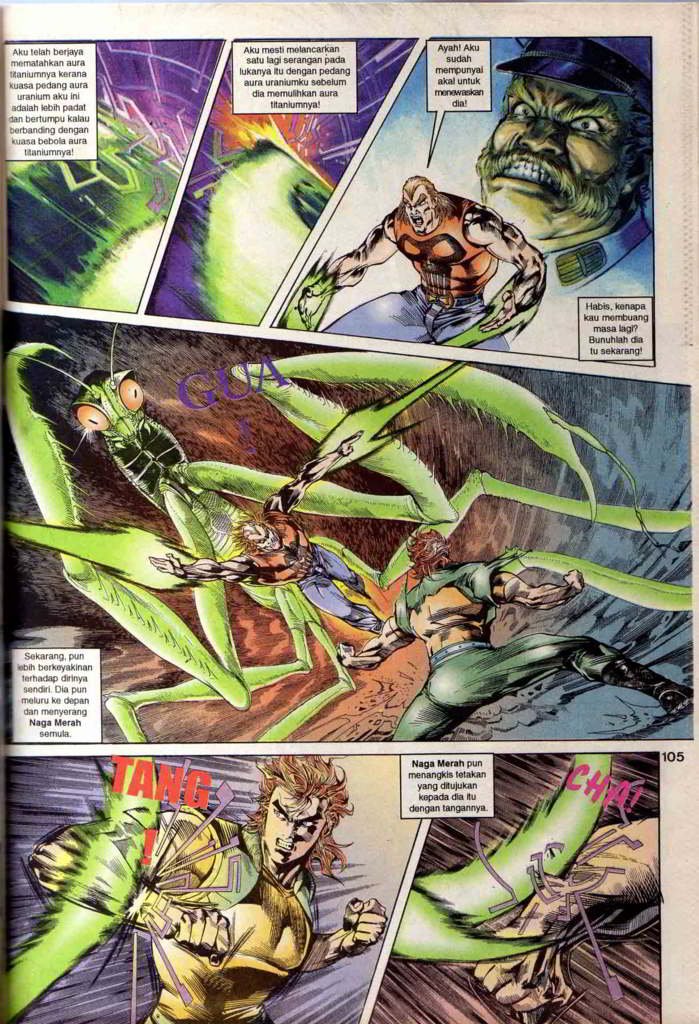 Aku telah berjaya
mematahkan aura
titaniumnya kerana
kuasa pedang aura
uranium aku ini
adalah lebih padat
dan bertumpu kalau
berbanding dengan
kuasa bebola aura
titaniumnya!
Aku mesti melancarkan
satu lagi serangan pada
lukanya itu dengan pedang
aura uraniumku sebelum
dia memulihkan aura
titaniumnya!
Ayah! Aku
sudah
mempunyai
akal untuk
menewaskan
dia!
Habis, kenapa
kau membuang
masa lagi?
Bunuhlah dia
tu sekarang!
GUA
!
Sekarang, pun
lebih berkeyakinan
terhadap dirinya
sendiri. Dia pun
meluru ke depan
dan menyerang
Naga Merah
semula.
105
TANG
!
Naga Merah pun
menangkis tetakan
yang ditujukan
kepada dia itu
dengan tangannya.
CHA!